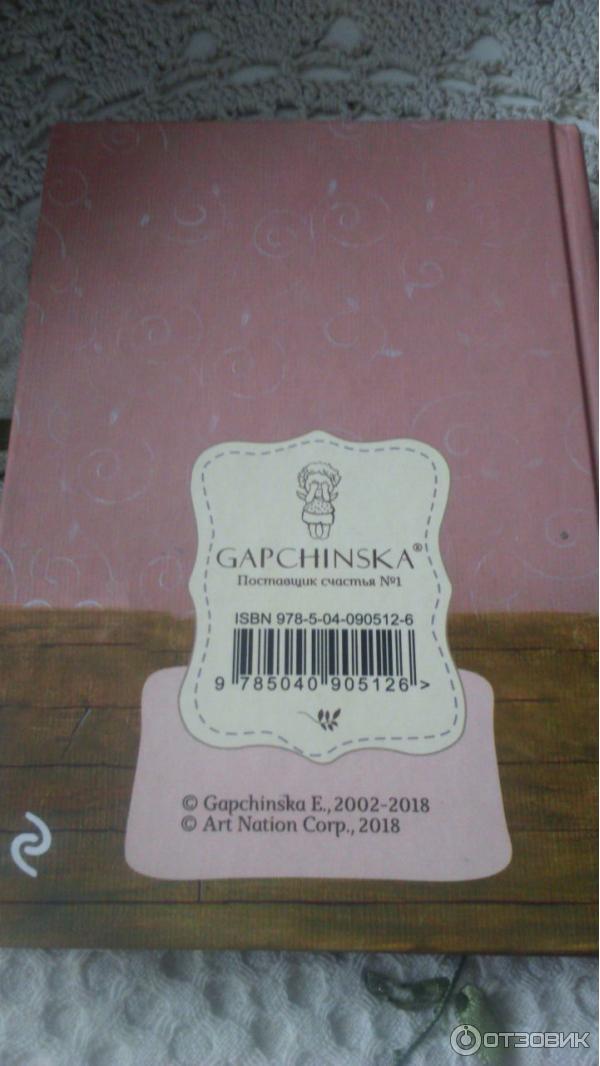 GAPCHINSKA®
Поставщик счастья №1
ISBN 978-5-04-090512-6
9 785040 905126 >
© Gapchinska E., 2002-2018
© Art Nation Corp., 2018
ОТЗОВИК